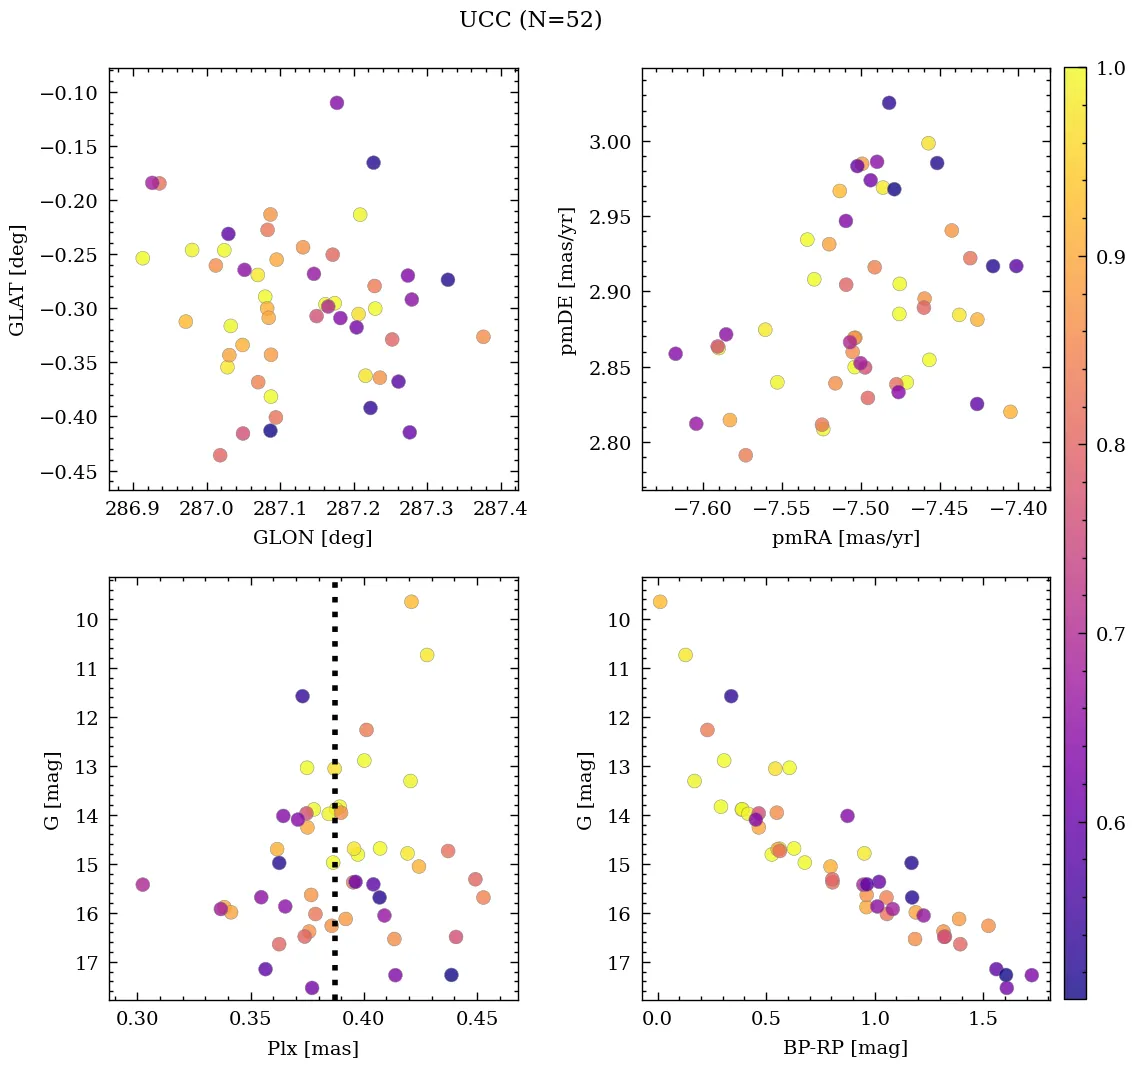 UCC (N=52)
−0.10
−0.15
−0.20
−0.25
−0.30
−0.35
−0.40
−0.45
GLAT [deg]
286.9 287.0 287.1 287.2 287.3 287.4
GLON [deg]
3.00
2.95
2.90
2.85
2.80
pmDE [mas/yr]
−7.60 −7.55 −7.50 −7.45 −7.40
pmRA [mas/yr]
10
11
12
13
14
15
16
17
G [mag]
0.30 0.35 0.40 0.45
Plx [mas]
10
11
12
13
14
15
16
17
G [mag]
0.0 0.5 1.0 1.5
BP-RP [mag]
1.0
0.9
0.8
0.7
0.6